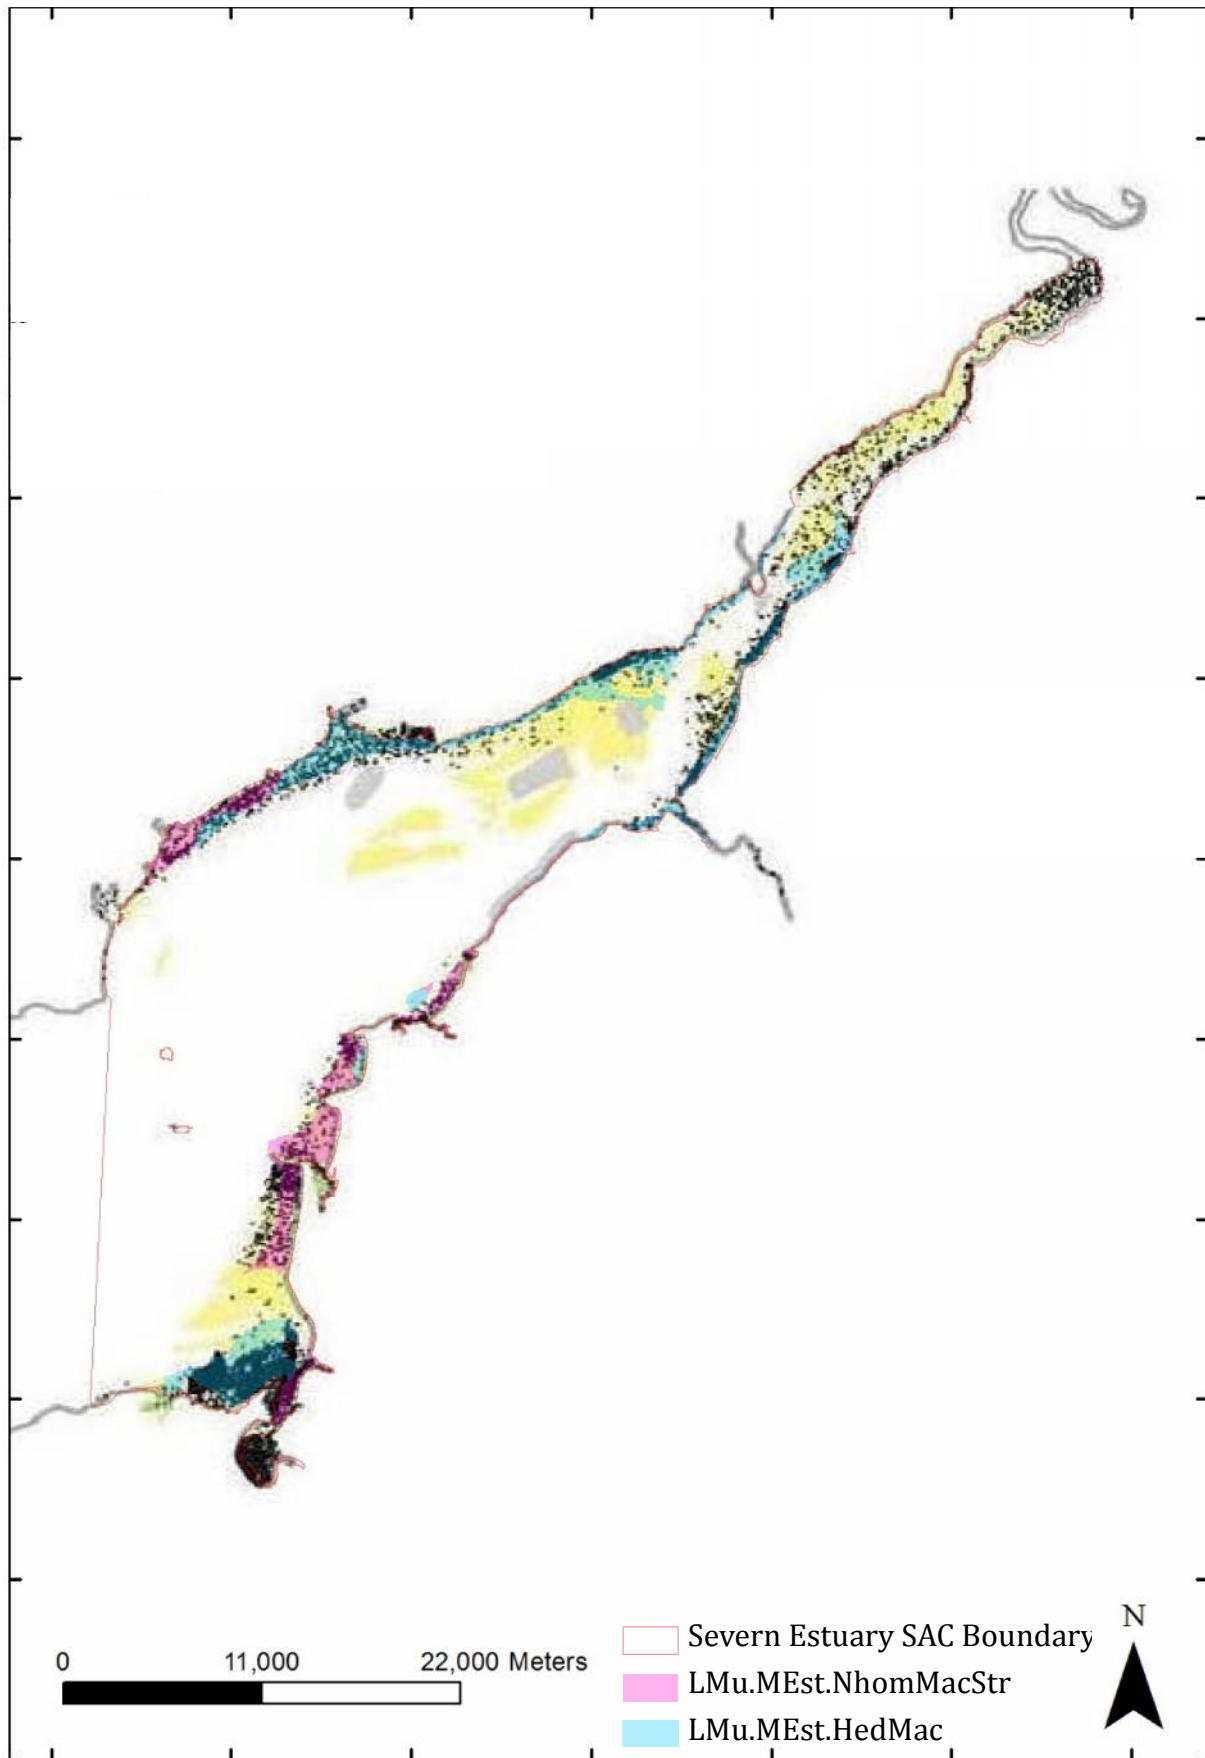 N
Severn Estuary SAC Boundary
0 11,000 22,000 Meters
LMu.MEst.NhomMacStr
LMu.MEst.HedMac